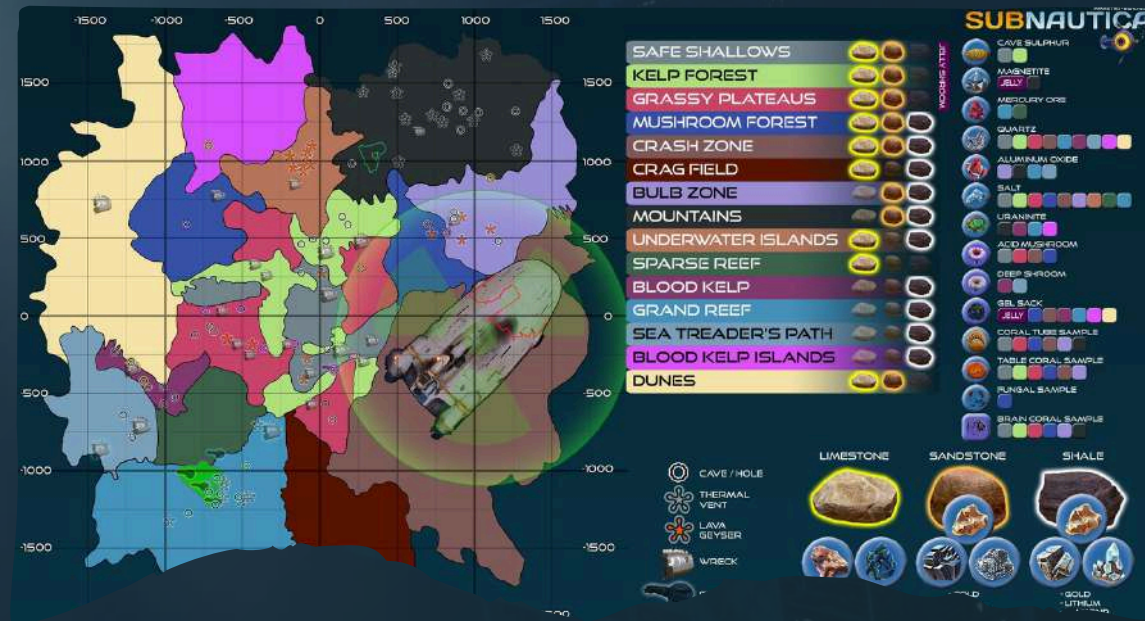 -1500 -1000 -500 0 500 1000 1500
1500 1500
1000 1000
500 500
0 0
-500 -500
-1000 -1000
-1500 -1500
SUBNAUTICA
SAFE SHALLOWS
KELP FOREST
GRASSY PLATEAUS
MUSHROOM FOREST
CRASH ZONE
CRAG FIELD
BULB ZONE
MOUNTAINS
UNDERWATER ISLANDS
SPARSE REEF
BLOOD KELP
GRAND REEF
SEA TREADER'S PATH
BLOOD KELP ISLANDS
DUNES
JELLY SHROOM
CAVE SULPHUR
MAGNETITE
JELLY
MERCURY ORE
QUARTZ
ALUMINUM OXIDE
SALT
URANINITE
ACID MUSHROOM
DEEP SHROOM
GEL SACK
JELLY
CORAL TUBE SAMPLE
TABLE CORAL SAMPLE
FUNGAL SAMPLE
BRAIN CORAL SAMPLE
CAVE / HOLE
THERMAL
VENT
LAVA
GEYSER
WRECK
LIMESTONE SANDSTONE SHALE
- GOLD
- LITHIUM